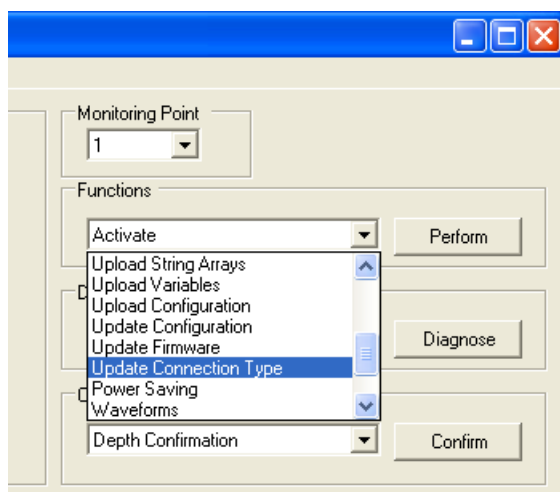 Monitoring Point
1
Functions
Activate
Perform
Upload String Arrays
Upload Variables
Upload Configuration
Update Configuration
Update Firmware
Update Connection Type
Power Saving
Waveforms
Diagnose
Depth Confirmation
Confirm